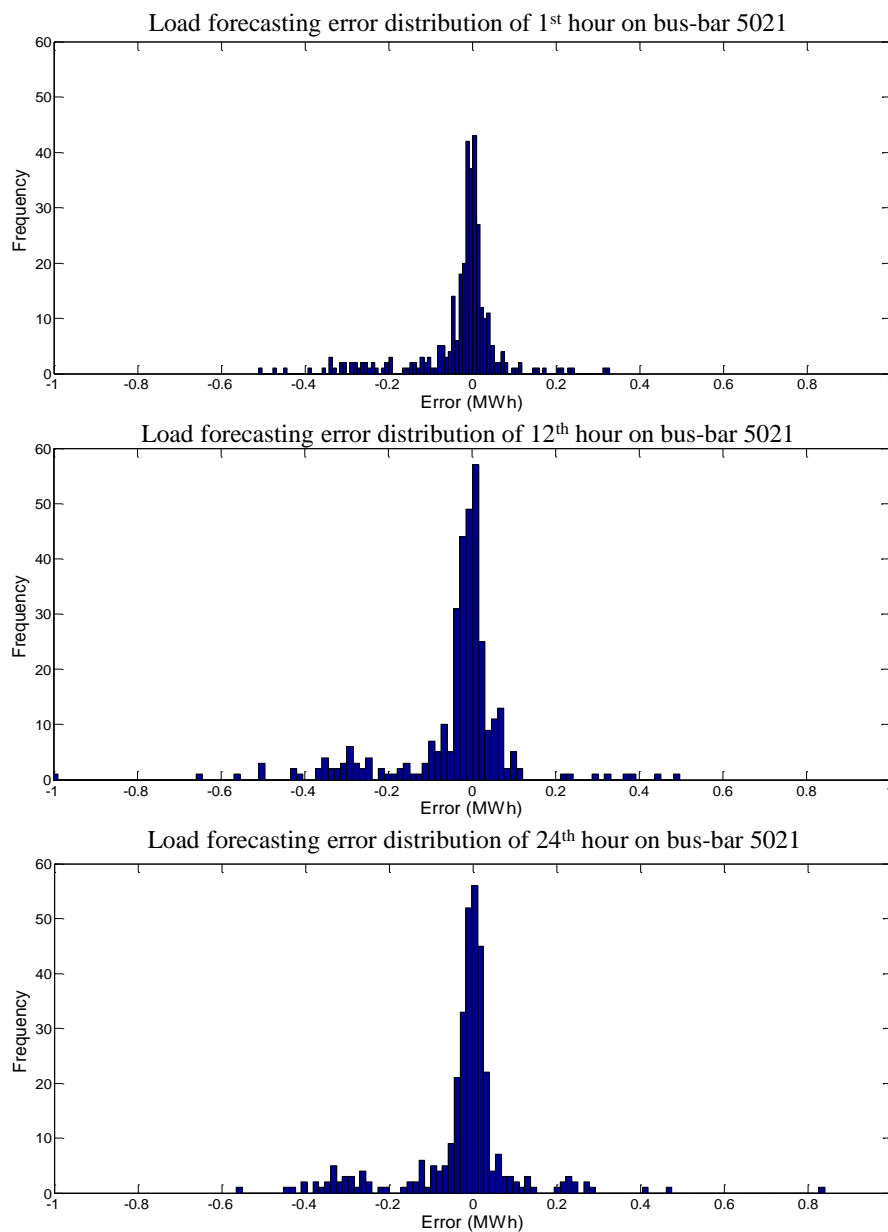 Load forecasting error distribution of 1st hour on bus-bar 5021
60
50
40
30
20
10
0
Frequency
-1 -0.8 -0.6 -0.4 -0.2 0 0.2 0.4 0.6 0.8 1
Error (MWh)
Load forecasting error distribution of 12th hour on bus-bar 5021
60
50
40
30
20
10
0
Frequency
-1 -0.8 -0.6 -0.4 -0.2 0 0.2 0.4 0.6 0.8 1
Error (MWh)
Load forecasting error distribution of 24th hour on bus-bar 5021
60
50
40
30
20
10
0
Frequency
-1 -0.8 -0.6 -0.4 -0.2 0 0.2 0.4 0.6 0.8 1
Error (MWh)